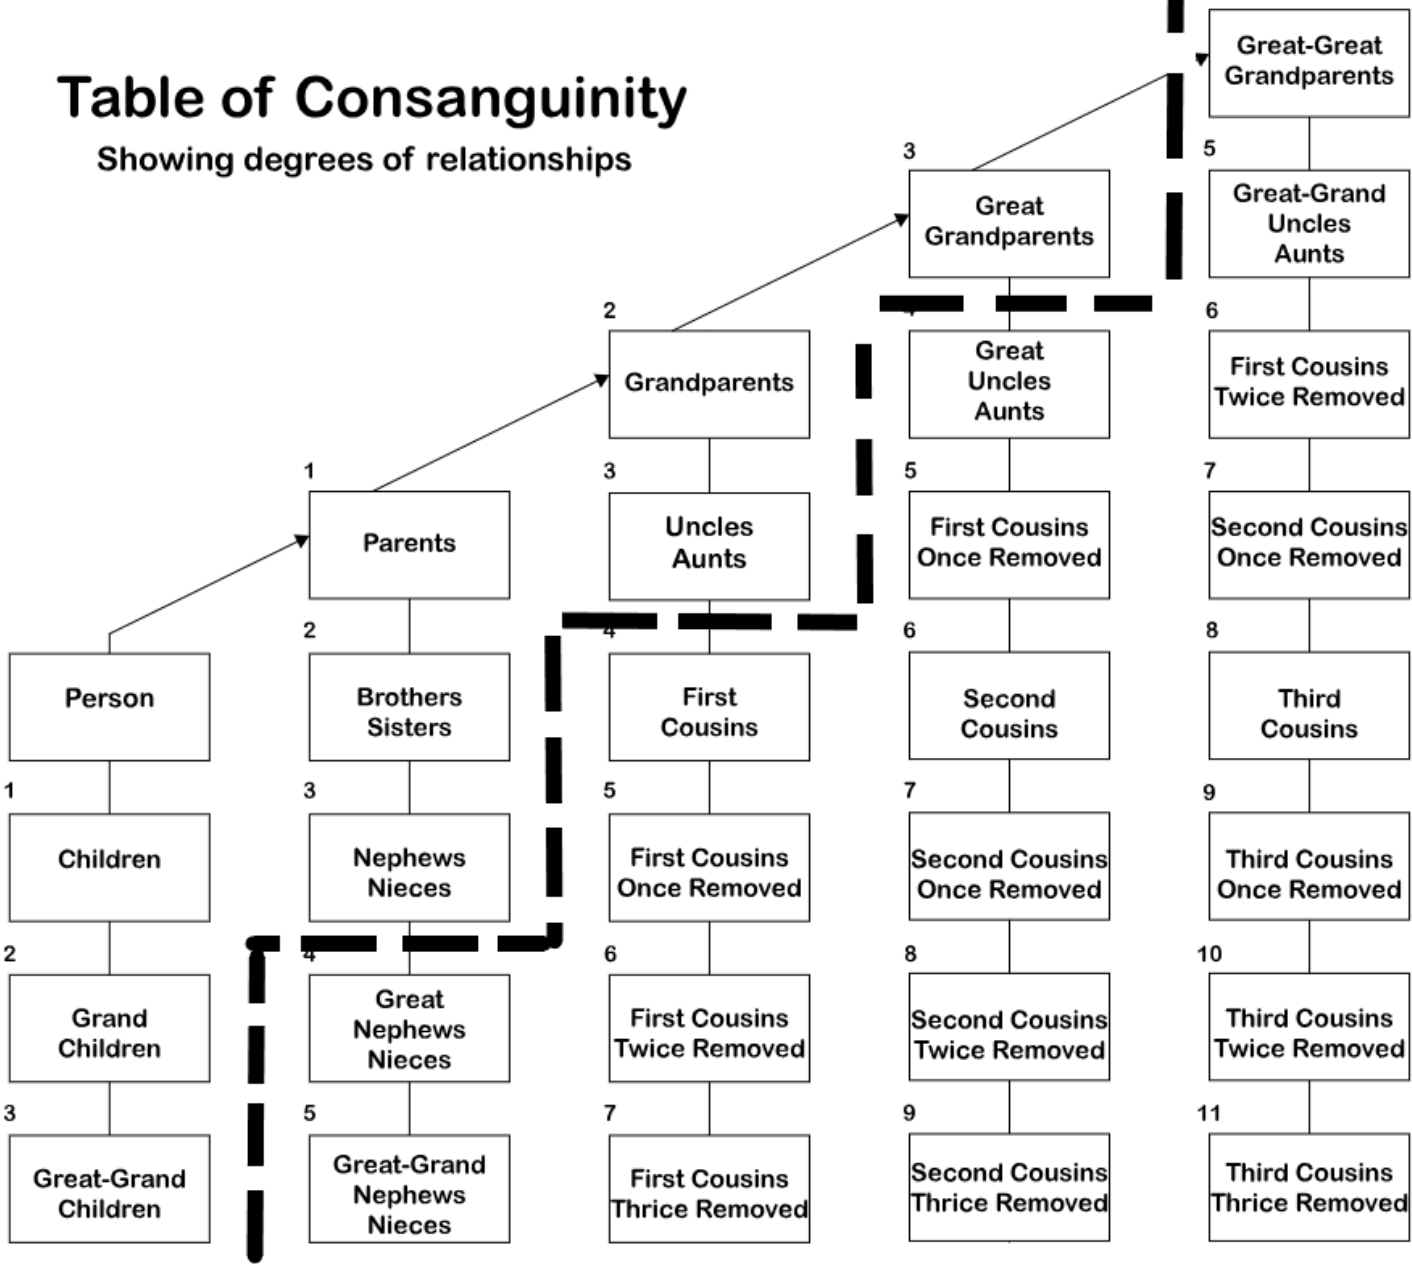 Table of Consanguinity
Showing degrees of relationships
Great-Great
Grandparents
3
Great
Grandparents
5
Great-Grand
Uncles
Aunts
2
Grandparents
Great
Uncles
Aunts
6
First Cousins
Twice Removed
1
Parents
3
Uncles
Aunts
5
First Cousins
Once Removed
7
Second Cousins
Once Removed
Person
2
Brothers
Sisters
4
First
Cousins
6
Second
Cousins
8
Third
Cousins
1
Children
3
Nephews
Nieces
5
First Cousins
Once Removed
7
Second Cousins
Once Removed
9
Third Cousins
Once Removed
2
Grand
Children
4
Great
Nephews
Nieces
6
First Cousins
Twice Removed
8
Second Cousins
Twice Removed
10
Third Cousins
Twice Removed
3
Great-Grand
Children
5
Great-Grand
Nephews
Nieces
7
First Cousins
Thrice Removed
9
Second Cousins
Thrice Removed
11
Third Cousins
Thrice Removed